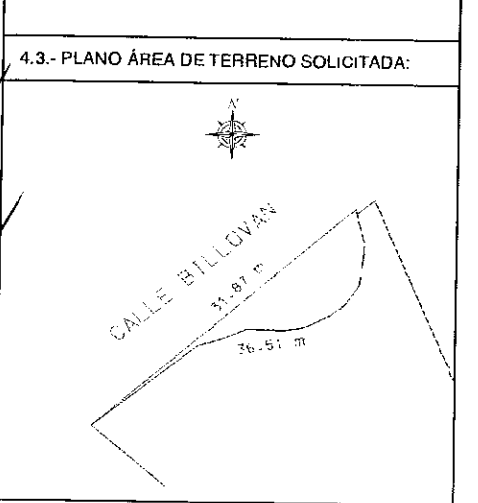 4.3.- PLANO ÁREA DE TERRENO SOLICITADA:
N
CALLE BILLOVAN
31.87 m
36.51 m